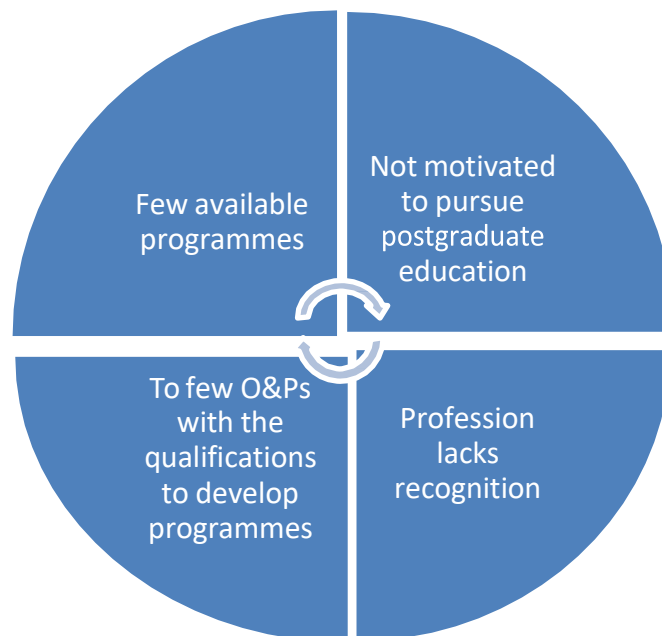 Few available
programmes
Not motivated
to pursue
postgraduate
education
To few O&Ps
with the
qualifications
to develop
programmes
Profession
lacks
recognition